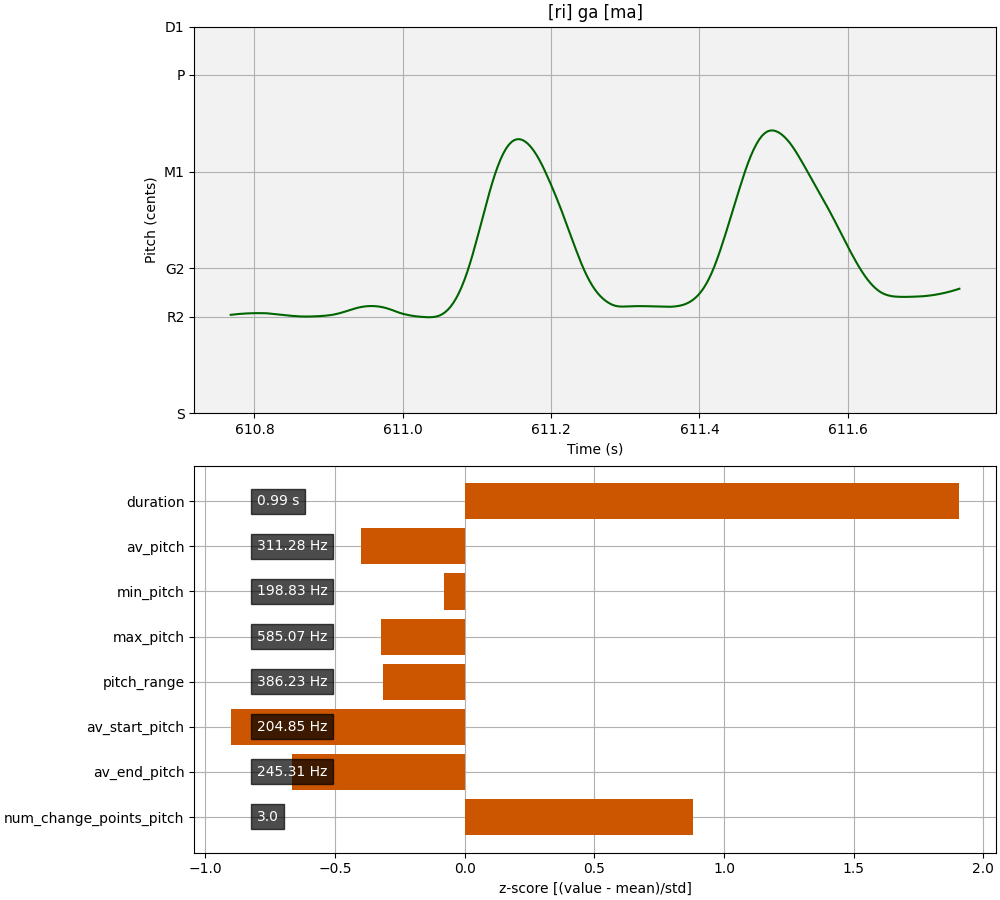 [ri] ga [ma]
D1
P
M1
G2
R2
S
Pitch (cents)
610.8 611.0 611.2 611.4 611.6
Time (s)
duration 0.99 s
av_pitch 311.28 Hz
min_pitch 198.83 Hz
max_pitch 585.07 Hz
pitch_range 386.23 Hz
av_start_pitch 204.85 Hz
av_end_pitch 245.31 Hz
num_change_points_pitch 3.0
−1.0 −0.5 0.0 0.5 1.0 1.5 2.0
z-score [(value - mean)/std]